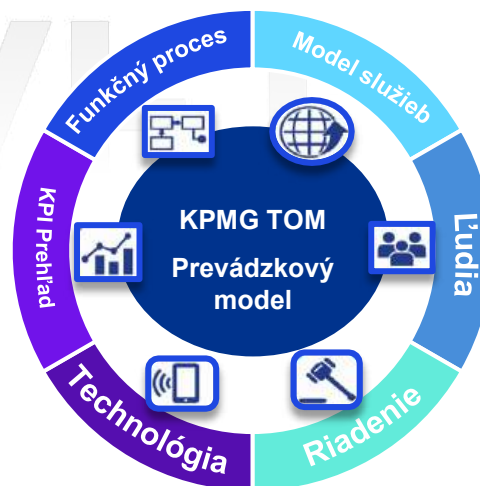 Funkčný proces
Model služieb
KPI Prehľad
KPMG TOM
Prevádzkový
model
Ľudia
Technológia
Riadenie